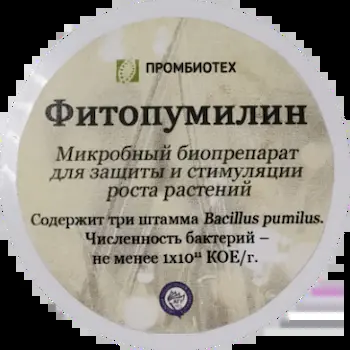 ПРОМБИОТЕХ
Фитопумилин
Микробный биопрепарат
для защиты и стимуляции
роста растений
Содержит три штамма Bacillus pumilus.
Численность бактерий –
не менее 1х10¹¹ КОЕ/г.